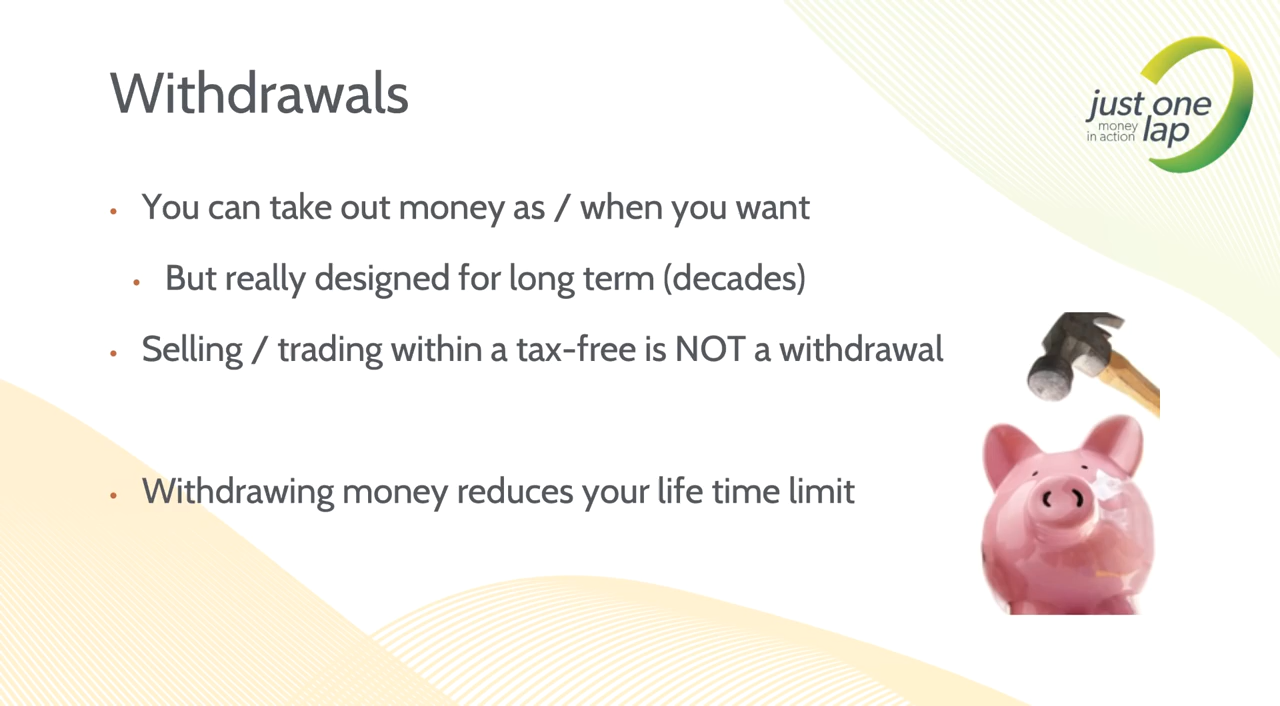 Withdrawals
just one
money
in action lap
• You can take out money as / when you want
• But really designed for long term (decades)
• Selling / trading within a tax-free is NOT a withdrawal
• Withdrawing money reduces your life time limit